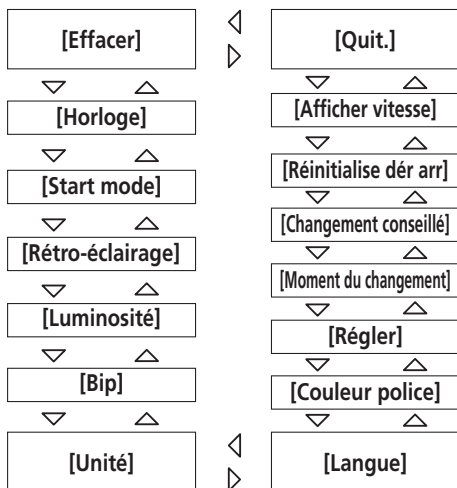 [Effacer]
[Quit.]
[Horloge]
[Afficher vitesse]
[Start mode]
[Réinitialise dér arr]
[Rétro-éclairage]
[Changement conseillé]
[Luminosité]
[Moment du changement]
[Bip]
[Régler]
[Unité]
[Couleur police]
[Langue]